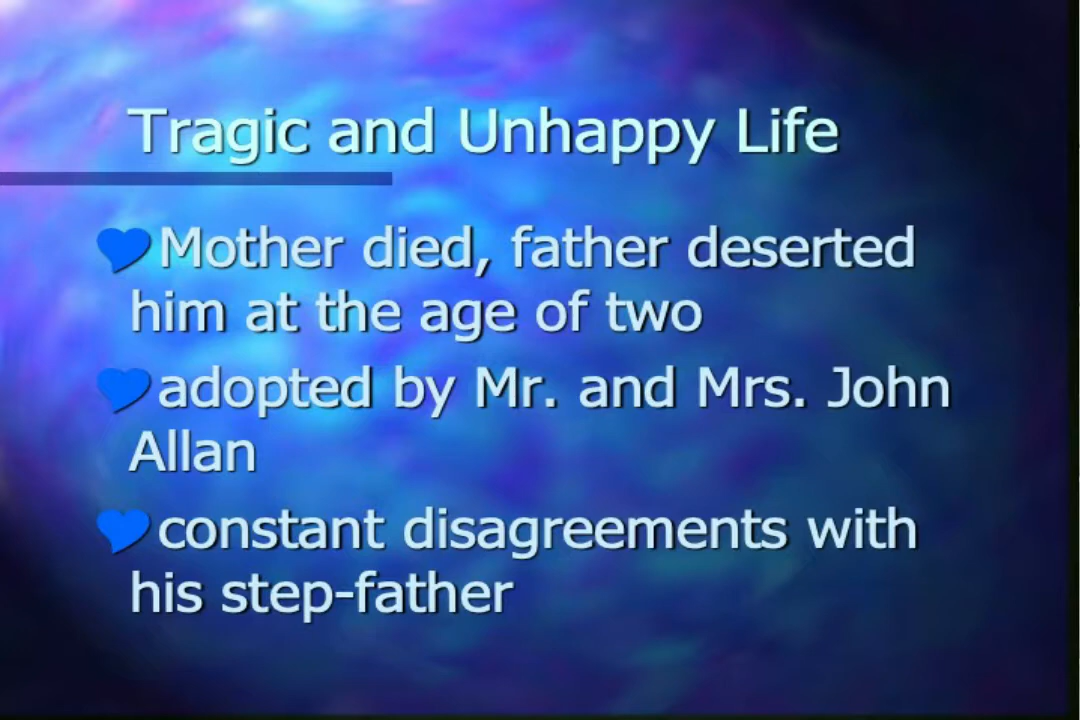 Tragic and Unhappy Life
Mother died, father deserted
him at the age of two
adopted by Mr. and Mrs. John
Allan
constant disagreements with
his step-father